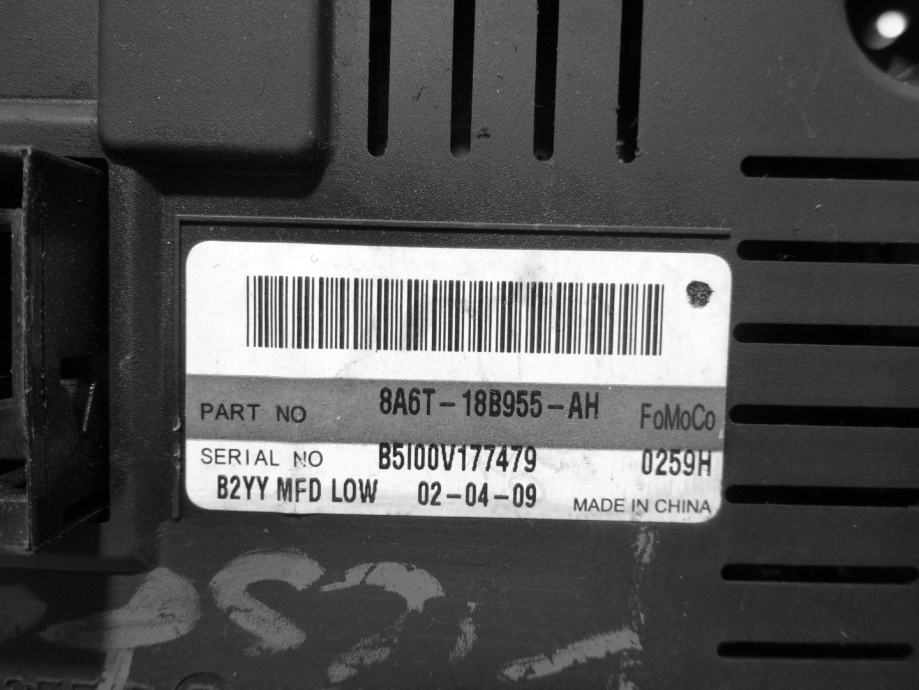 PART NO 8A6T-18B955-AH FoMoCo
SERIAL NO B5I00V177479 0259H
B2YY MFD LOW 02-04-09 MADE IN CHINA